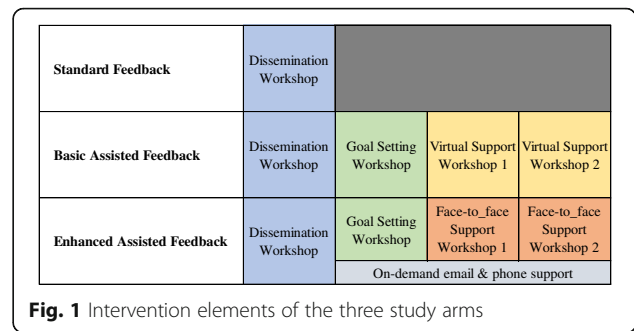 Standard Feedback
Dissemination
Workshop
Basic Assisted Feedback
Dissemination
Workshop
Goal Setting
Workshop
Virtual Support
Workshop 1
Virtual Support
Workshop 2
Enhanced Assisted Feedback
Dissemination
Workshop
Goal Setting
Workshop
Face-to_face
Support
Workshop 1
Face-to_face
Support
Workshop 2
On-demand email & phone support
Fig. 1 Intervention elements of the three study arms